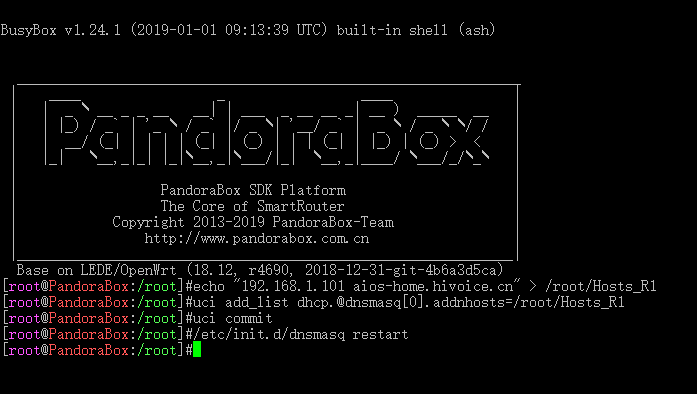 BusyBox v1.24.1 (2019-01-01 09:13:39 UTC) built-in shell (ash)
PandoraBox
PandoraBox SDK Platform
The Core of SmartRouter
Copyright 2013-2019 PandoraBox-Team
http://www.pandorabox.com.cn
Base on LEDE/OpenWrt (18.12, r4690, 2018-12-31-git-4b6a3d5ca)
[root@PandoraBox:/root]#echo "192.168.1.101 aios-home.hivoice.cn" > /root/Hosts_R1
[root@PandoraBox:/root]#uci add_list dhcp.@dnsmasq[0].addnhosts=/root/Hosts_R1
[root@PandoraBox:/root]#uci commit
[root@PandoraBox:/root]#/etc/init.d/dnsmasq restart
[root@PandoraBox:/root]#